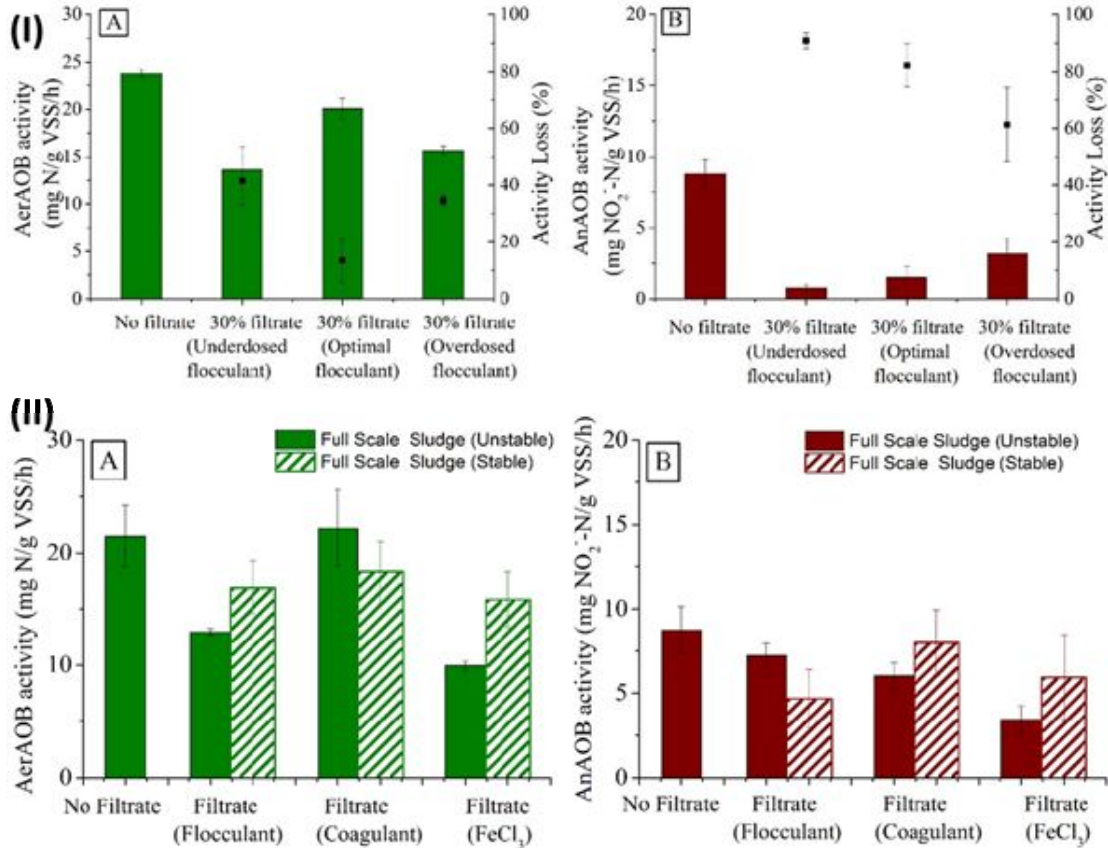 (I)
A
AerAOB activity
(mg N/g VSS/h)
30
25
20
15
10
5
0
100
80
60
40
20
0
Activity Loss (%)
No filtrate
30% filtrate
(Underdosed
flocculant)
30% filtrate
(Optimal
flocculant)
30% filtrate
(Overdosed
flocculant)
B
AnAOB activity
(mg NO₂⁻-N/g VSS/h)
20
15
10
5
0
100
80
60
40
20
0
Activity Loss (%)
No filtrate
30% filtrate
(Underdosed
flocculant)
30% filtrate
(Optimal
flocculant)
30% filtrate
(Overdosed
flocculant)
(II)
A
Full Scale Sludge (Unstable)
Full Scale Sludge (Stable)
AerAOB activity (mg N/g VSS/h)
30
20
10
0
No Filtrate
Filtrate
(Flocculant)
Filtrate
(Coagulant)
Filtrate
(FeCl₃)
B
Full Scale Sludge (Unstable)
Full Scale Sludge (Stable)
AnAOB activity (mg NO₂⁻-N/g VSS/h)
20
15
10
5
0
No Filtrate
Filtrate
(Flocculant)
Filtrate
(Coagulant)
Filtrate
(FeCl₃)